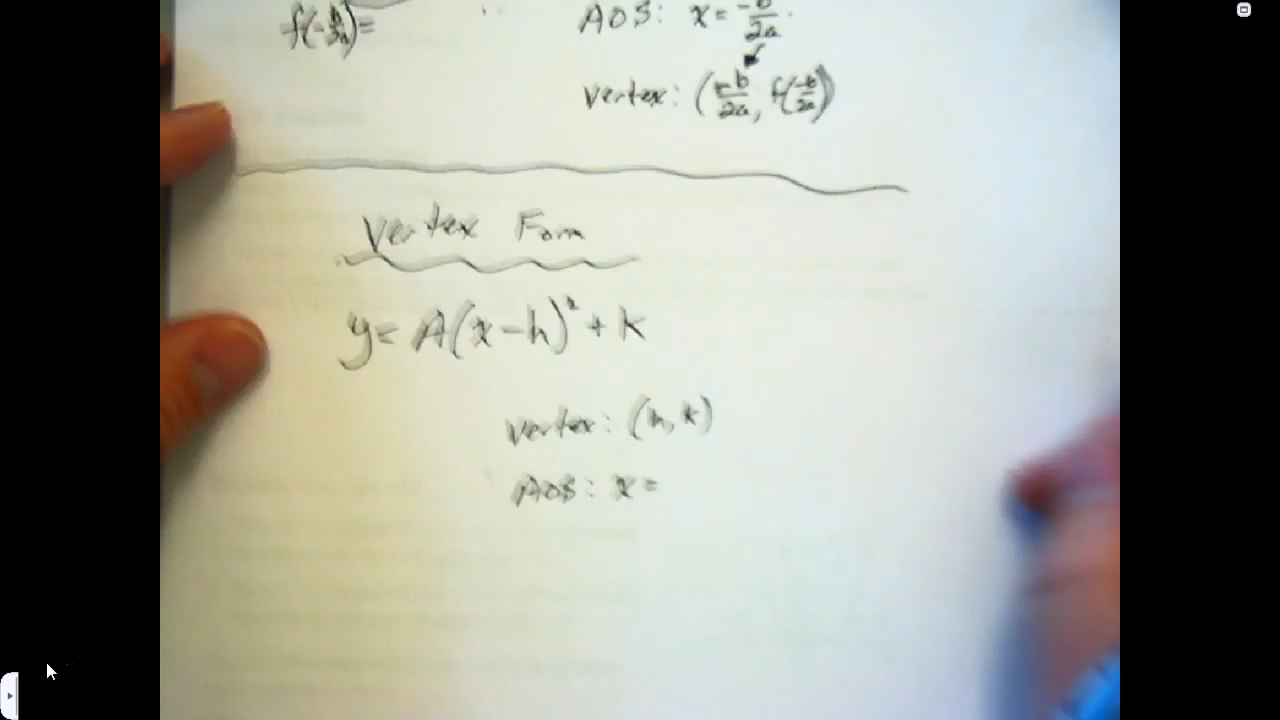 f(-b/2a)=
AOS: x = -b/2a
vertex: (-b/2a, f(-b/2a))
Vertex Form
y = A(x-h)² + k
vertex: (h, k)
AOS: x =